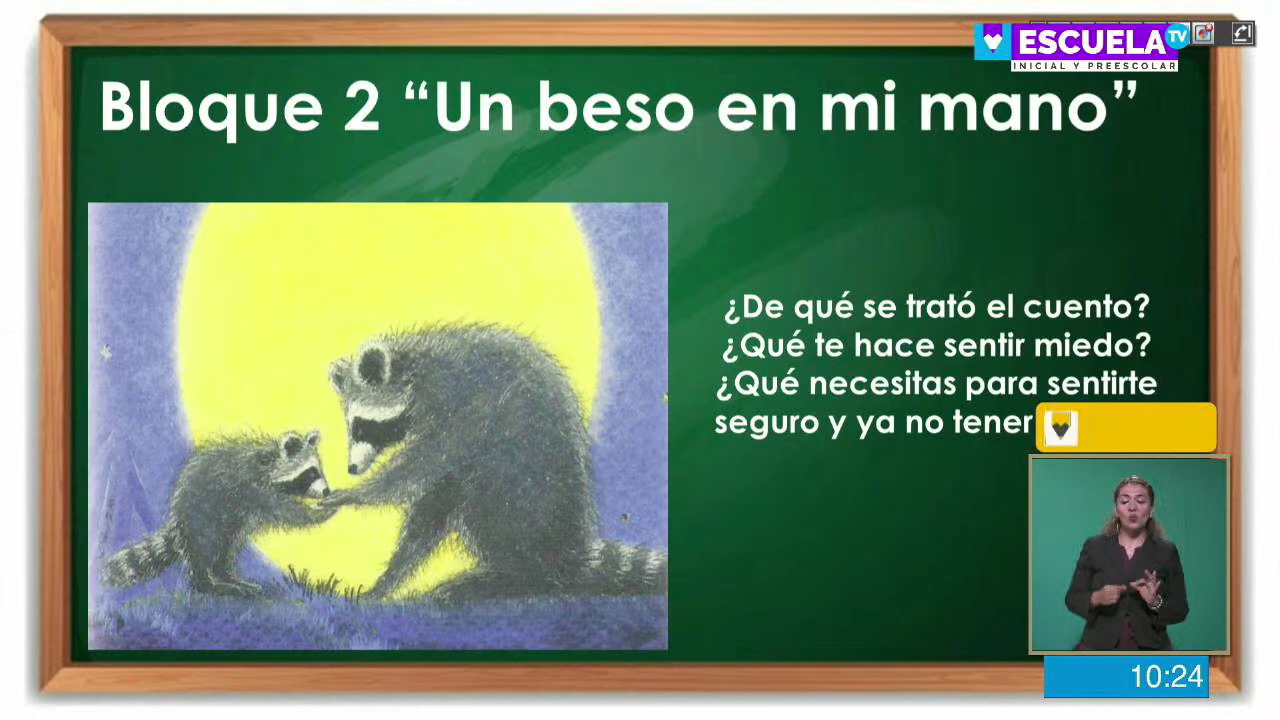 ESCUELA TV
INICIAL Y PREESCOLAR
Bloque 2 “Un beso en mi mano”
¿De qué se trató el cuento?
¿Qué te hace sentir miedo?
¿Qué necesitas para sentirte
seguro y ya no tener
10:24